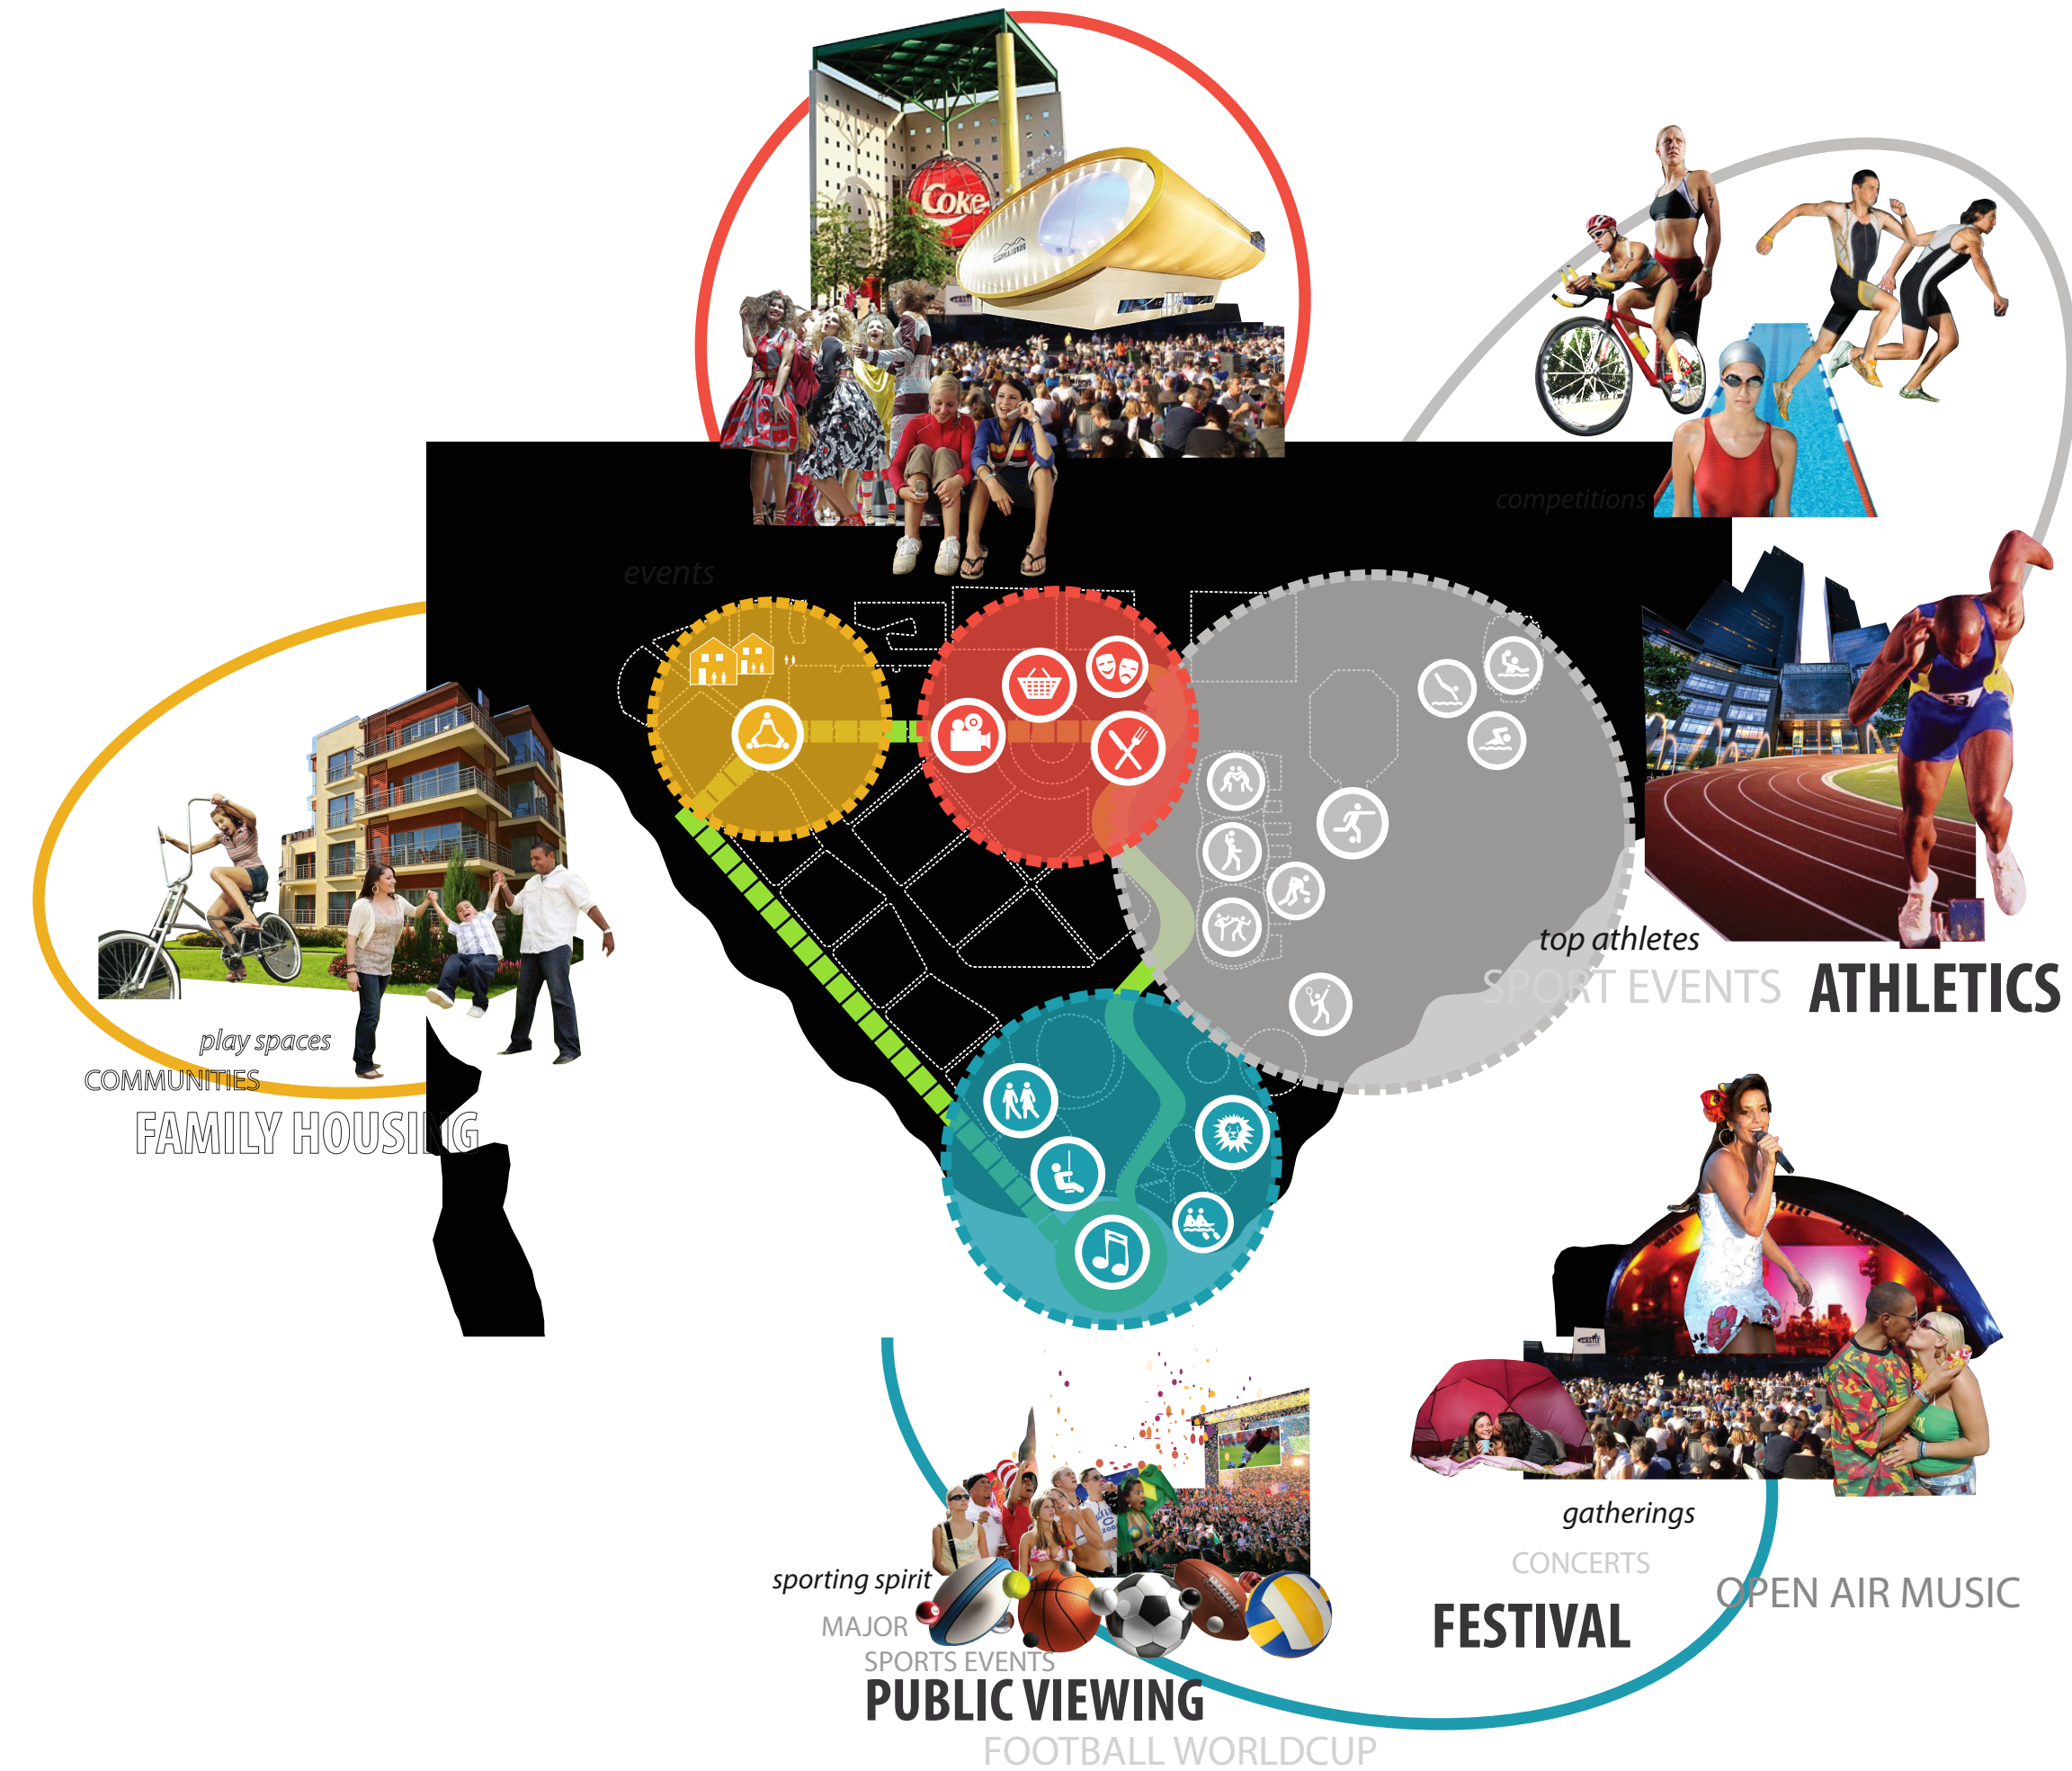 Coke
competitions
events
top athletes
SPORT EVENTS
ATHLETICS
play spaces
COMMUNITIES
FAMILY HOUSING
gatherings
CONCERTS
OPEN AIR MUSIC
FESTIVAL
sporting spirit
MAJOR
SPORTS EVENTS
PUBLIC VIEWING
FOOTBALL WORLDCUP